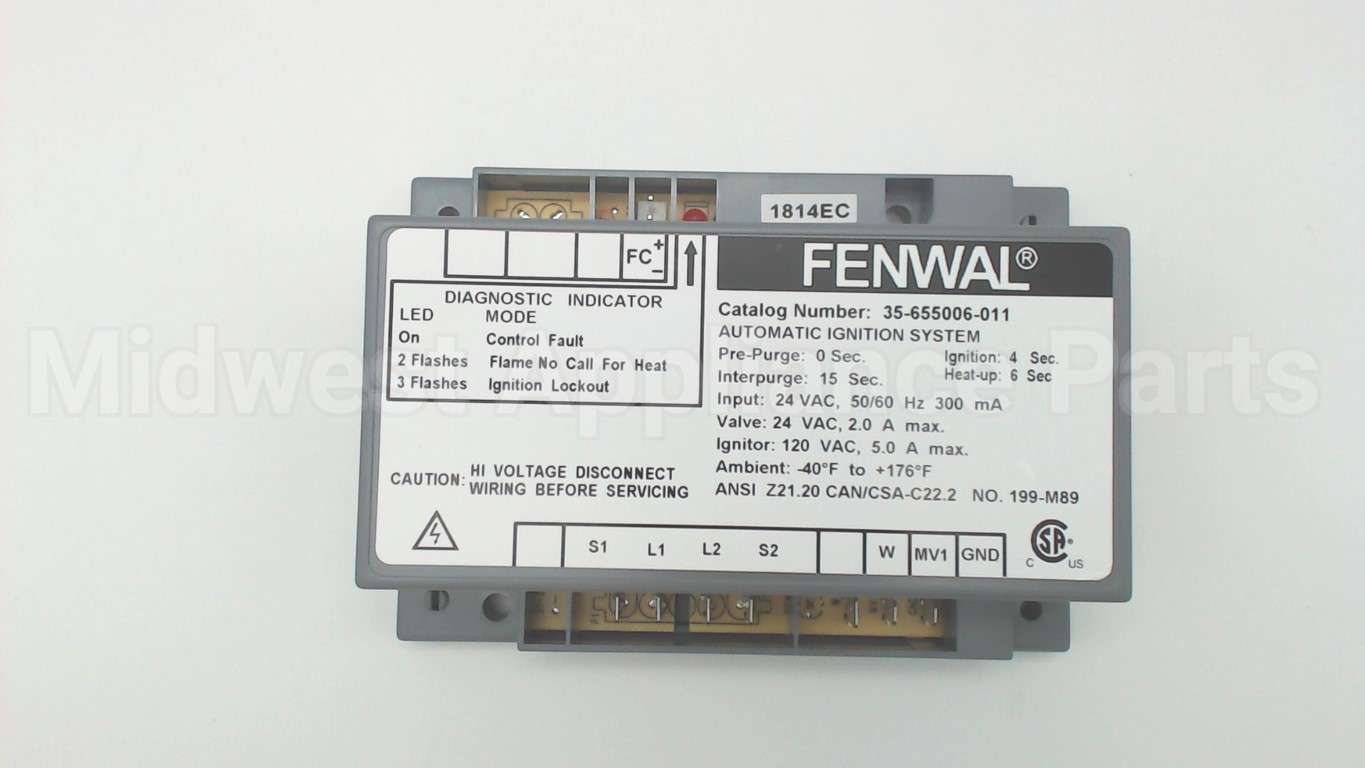 1814EC
FC + -
FENWAL®
DIAGNOSTIC INDICATOR
LED MODE
On Control Fault
2 Flashes Flame No Call For Heat
3 Flashes Ignition Lockout
Catalog Number: 35-655006-011
AUTOMATIC IGNITION SYSTEM
Pre-Purge: 0 Sec. Ignition: 4 Sec.
Interpurge: 15 Sec. Heat-up: 6 Sec
Input: 24 VAC, 50/60 Hz 300 mA
Valve: 24 VAC, 2.0 A max.
Ignitor: 120 VAC, 5.0 A max.
Ambient: -40°F to +176°F
ANSI Z21.20 CAN/CSA-C22.2 NO. 199-M89
CAUTION: HI VOLTAGE DISCONNECT
WIRING BEFORE SERVICING
S1 L1 L2 S2 W MV1 GND
C SA® US
Midwest Appliance Parts